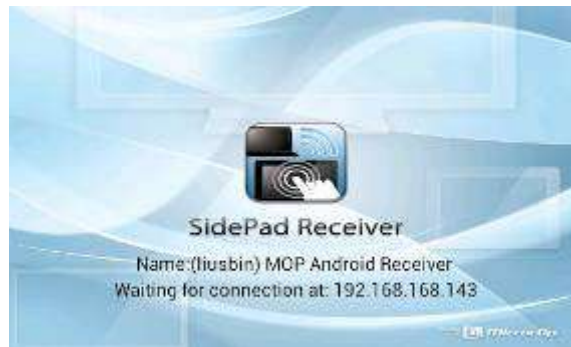 SidePad Receiver
Name:(liusbin) MOP Android Receiver
Waiting for connection at: 192.168.168.143